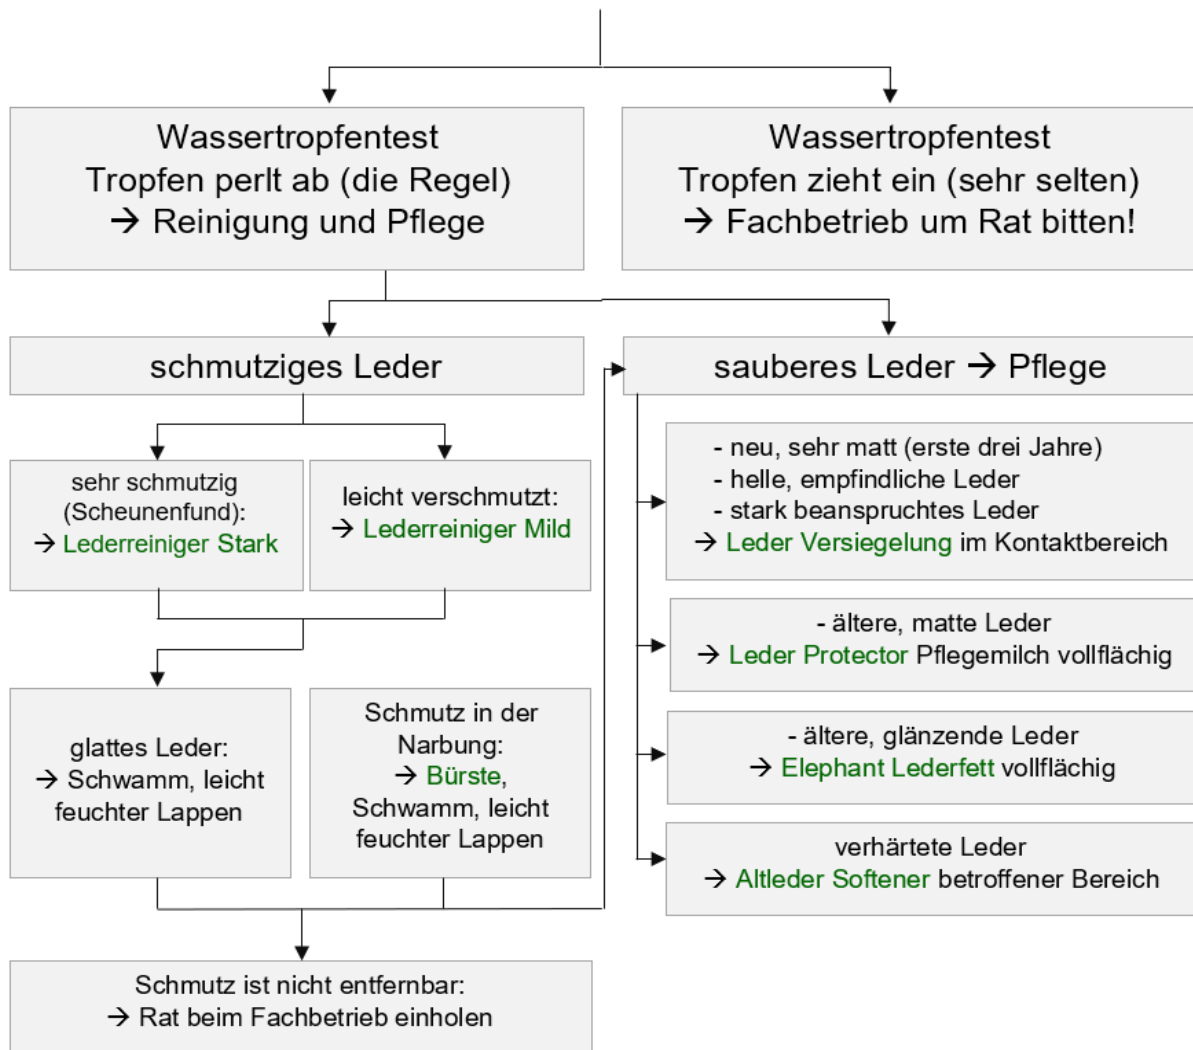 Wassertropfentest
Tropfen perlt ab (die Regel)
→ Reinigung und Pflege
Wassertropfentest
Tropfen zieht ein (sehr selten)
→ Fachbetrieb um Rat bitten!
schmutziges Leder
sauberes Leder → Pflege
sehr schmutzig
(Scheunenfund):
→ Lederreiniger Stark
leicht verschmutzt:
→ Lederreiniger Mild
- neu, sehr matt (erste drei Jahre)
- helle, empfindliche Leder
- stark beanspruchtes Leder
→ Leder Versiegelung im Kontaktbereich
- ältere, matte Leder
→ Leder Protector Pflegemilch vollflächig
glattes Leder:
→ Schwamm, leicht
feuchter Lappen
Schmutz in der
Narbung:
→ Bürste,
Schwamm, leicht
feuchter Lappen
- ältere, glänzende Leder
→ Elephant Lederfett vollflächig
verhärtete Leder
→ Altleder Softener betroffener Bereich
Schmutz ist nicht entfernbar:
→ Rat beim Fachbetrieb einholen